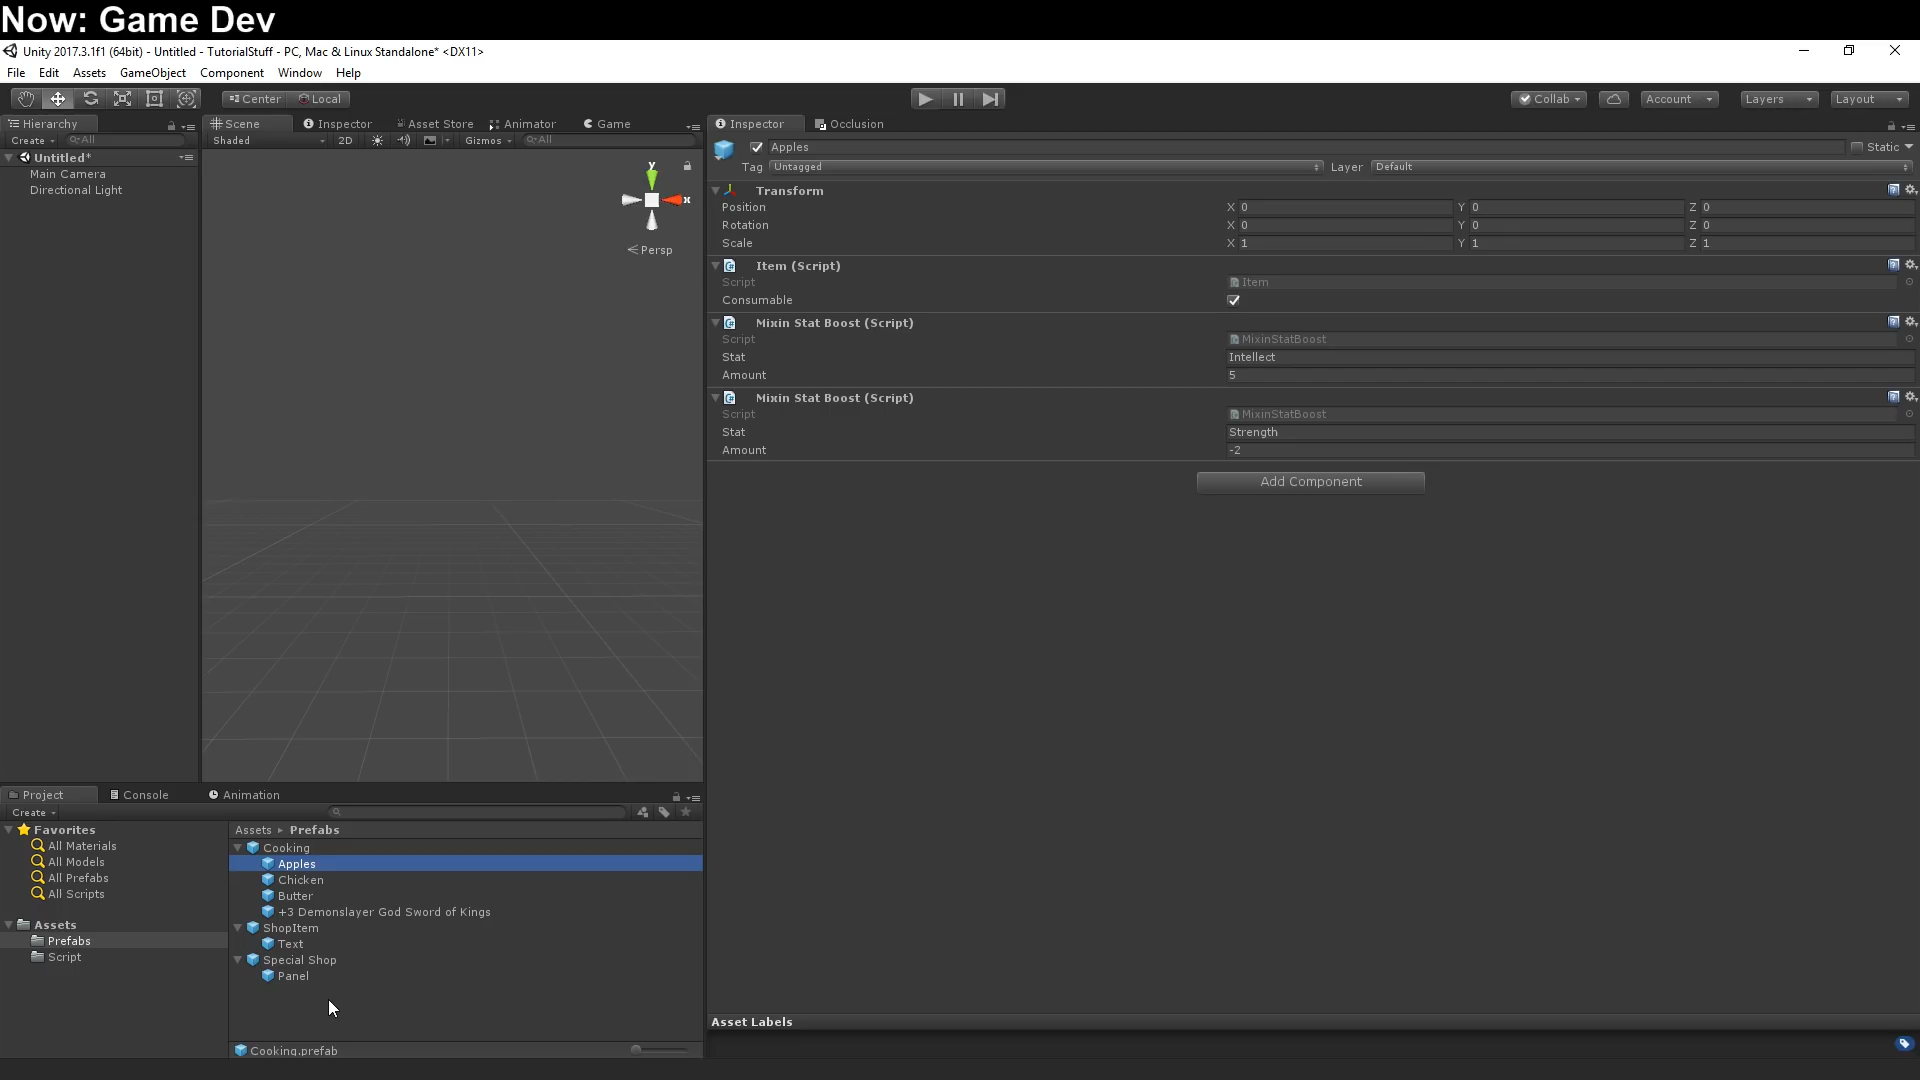 Now: Game Dev
Unity 2017.3.1f1 (64bit) - Untitled - TutorialStuff - PC, Mac & Linux Standalone* <DX11>
File Edit Assets GameObject Component Window Help
Center Local Collab Account Layers Layout
Hierarchy
Create All
Untitled*
Main Camera
Directional Light
Scene Inspector Asset Store Animator Game
Shaded 2D Gizmos All
y
x
Persp
Inspector Occlusion
Apples Static
Tag Untagged Layer Default
Transform
Position X 0 Y 0 Z 0
Rotation X 0 Y 0 Z 0
Scale X 1 Y 1 Z 1
Item (Script)
Script Item
Consumable
Mixin Stat Boost (Script)
Script MixinStatBoost
Stat Intellect
Amount 5
Mixin Stat Boost (Script)
Script MixinStatBoost
Stat Strength
Amount -2
Add Component
Project Console Animation
Create
Favorites
All Materials
All Models
All Prefabs
All Scripts
Assets
Prefabs
Script
Assets Prefabs
Cooking
Apples
Chicken
Butter
+3 Demonslayer God Sword of Kings
ShopItem
Text
Special Shop
Panel
Cooking.prefab
Asset Labels